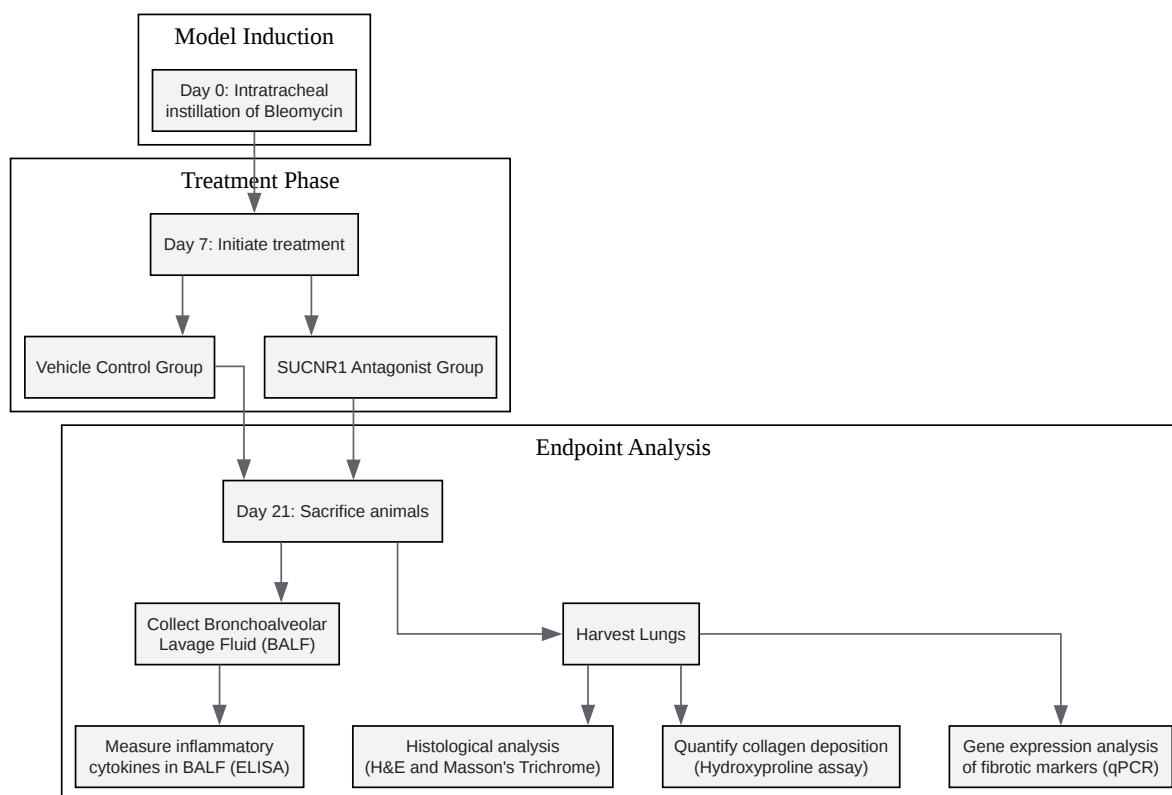 Model Induction
Day 0: Intratracheal
instillation of Bleomycin
Treatment Phase
Day 7: Initiate treatment
Vehicle Control Group
SUCNR1 Antagonist Group
Endpoint Analysis
Day 21: Sacrifice animals
Collect Bronchoalveolar
Lavage Fluid (BALF)
Harvest Lungs
Measure inflammatory
cytokines in BALF (ELISA)
Histological analysis
(H&E and Masson's Trichrome)
Quantify collagen deposition
(Hydroxyproline assay)
Gene expression analysis
of fibrotic markers (qPCR)